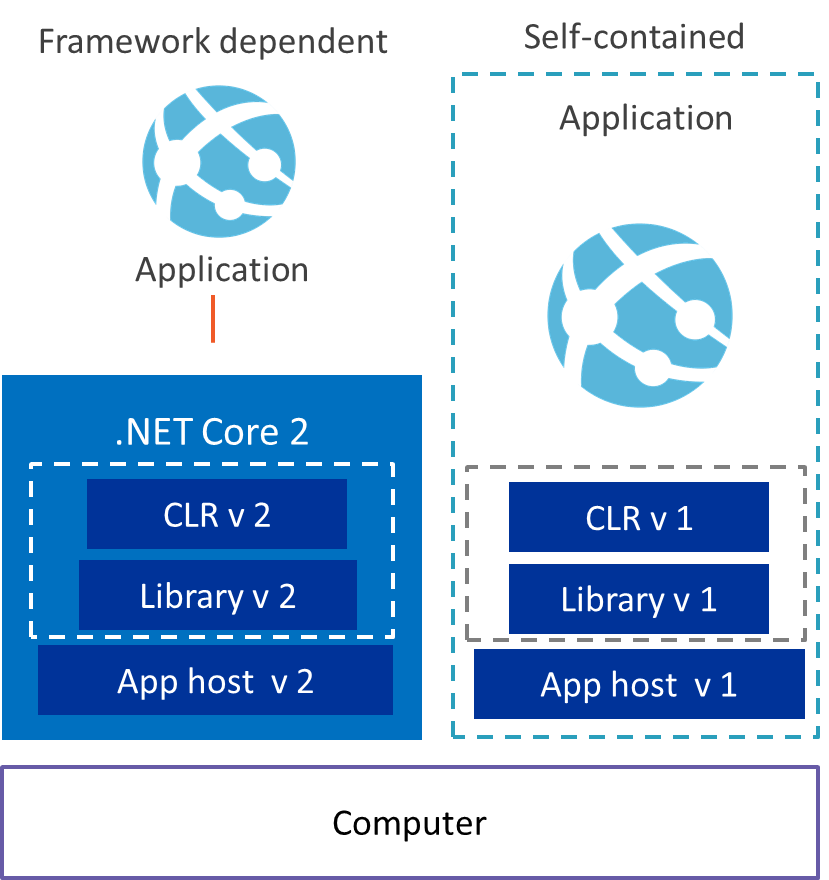 Framework dependent
Application
.NET Core 2
CLR v 2
Library v 2
App host  v 2
Self-contained
Application
CLR v 1
Library v 1
App host  v 1
Computer